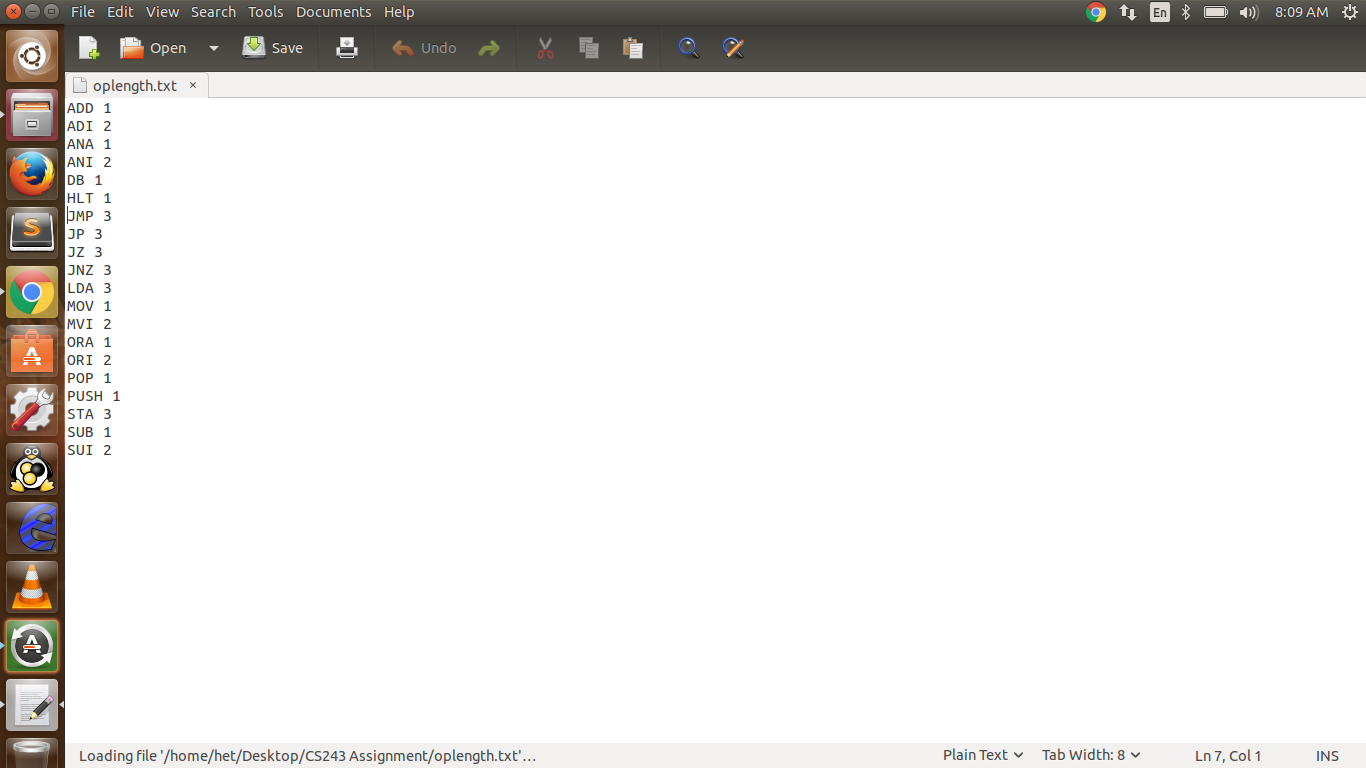 File Edit View Search Tools Documents Help
En 8:09 AM
Open Save Undo
oplength.txt ×
ADD 1
ADI 2
ANA 1
ANI 2
DB 1
HLT 1
JMP 3
JP 3
JZ 3
JNZ 3
LDA 3
MOV 1
MVI 2
ORA 1
ORI 2
POP 1
PUSH 1
STA 3
SUB 1
SUI 2
Loading file '/home/het/Desktop/CS243 Assignment/oplength.txt'… Plain Text Tab Width: 8 Ln 7, Col 1 INS